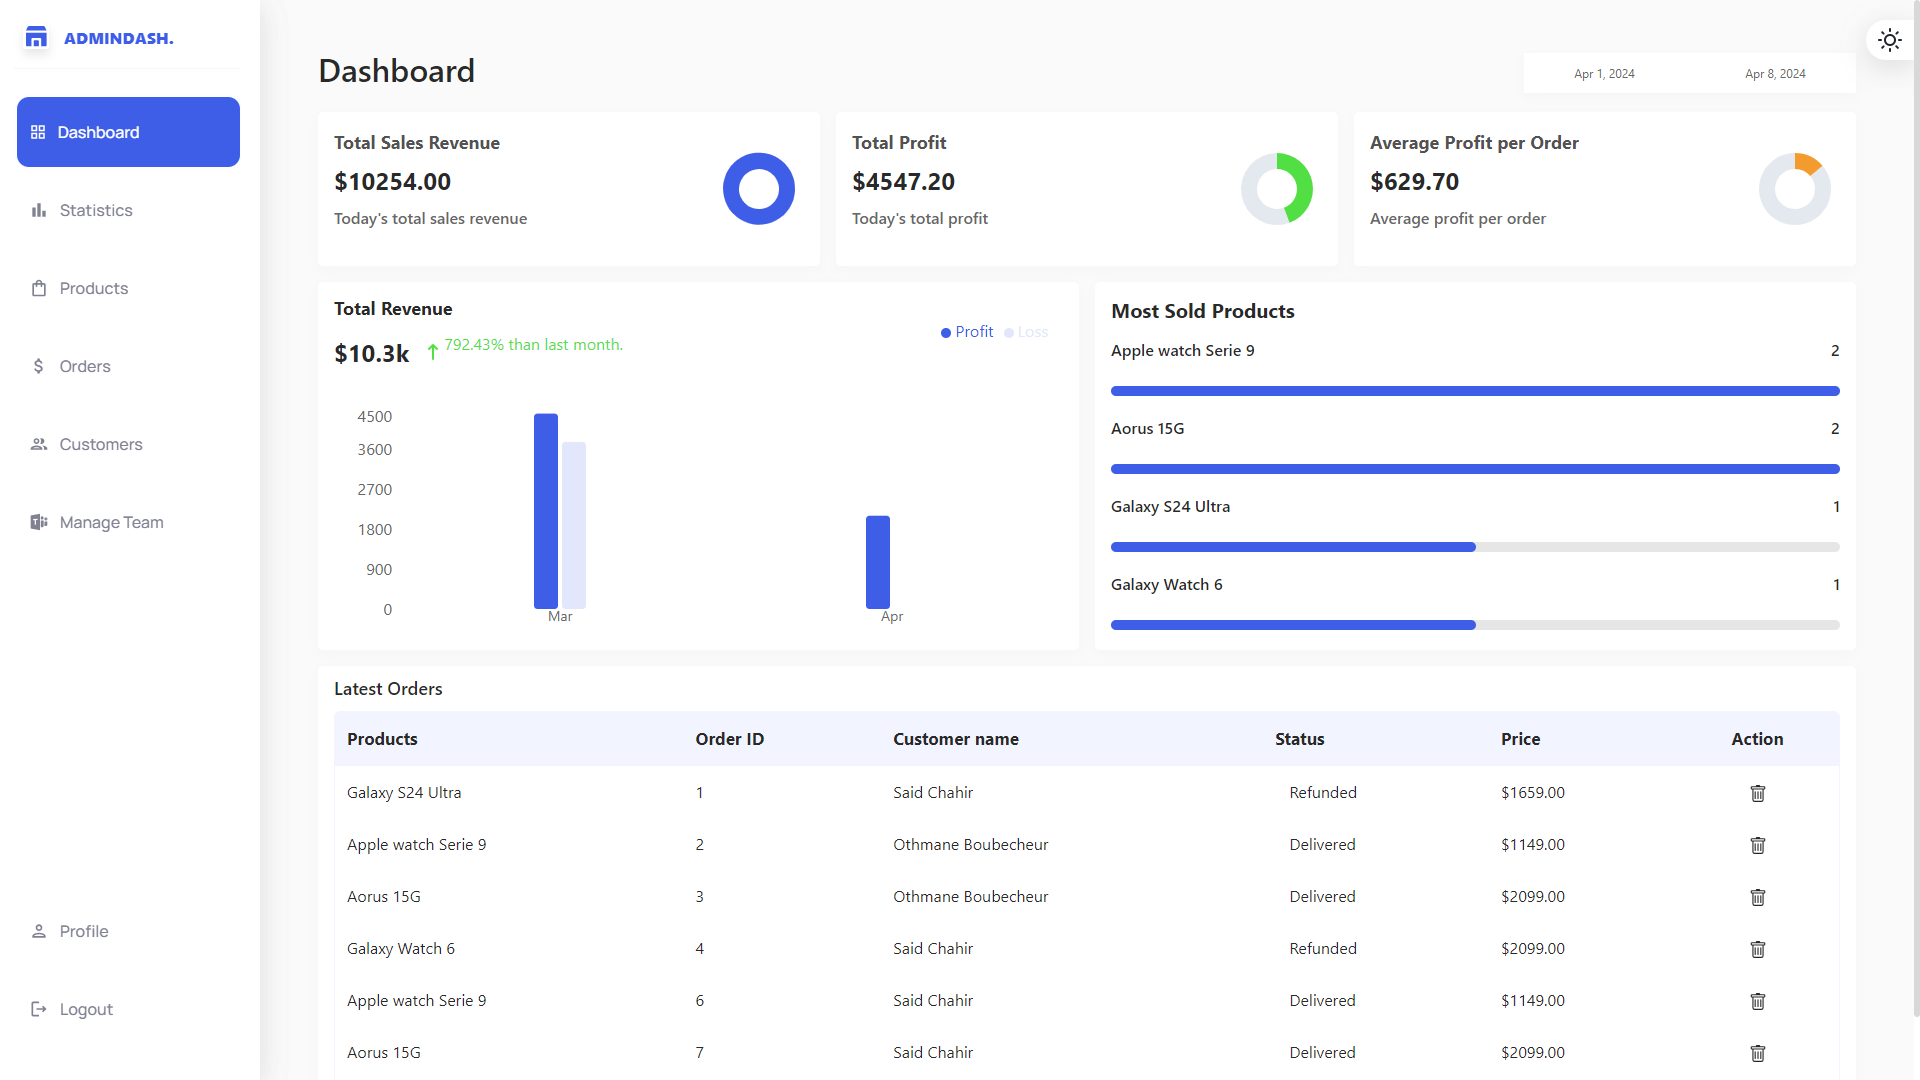 ADMINDASH.
Dashboard
Statistics
Products
Orders
Customers
Manage Team
Profile
Logout
Dashboard
Apr 1, 2024 Apr 8, 2024
Total Sales Revenue
$10254.00
Today's total sales revenue
Total Profit
$4547.20
Today's total profit
Average Profit per Order
$629.70
Average profit per order
Total Revenue
$10.3k 792.43% than last month.
Profit Loss
4500
3600
2700
1800
900
0
Mar Apr
Most Sold Products
Apple watch Serie 9 2
Aorus 15G 2
Galaxy S24 Ultra 1
Galaxy Watch 6 1
Latest Orders
Products Order ID Customer name Status Price Action
Galaxy S24 Ultra 1 Said Chahir Refunded $1659.00
Apple watch Serie 9 2 Othmane Boubecheur Delivered $1149.00
Aorus 15G 3 Othmane Boubecheur Delivered $2099.00
Galaxy Watch 6 4 Said Chahir Refunded $2099.00
Apple watch Serie 9 6 Said Chahir Delivered $1149.00
Aorus 15G 7 Said Chahir Delivered $2099.00